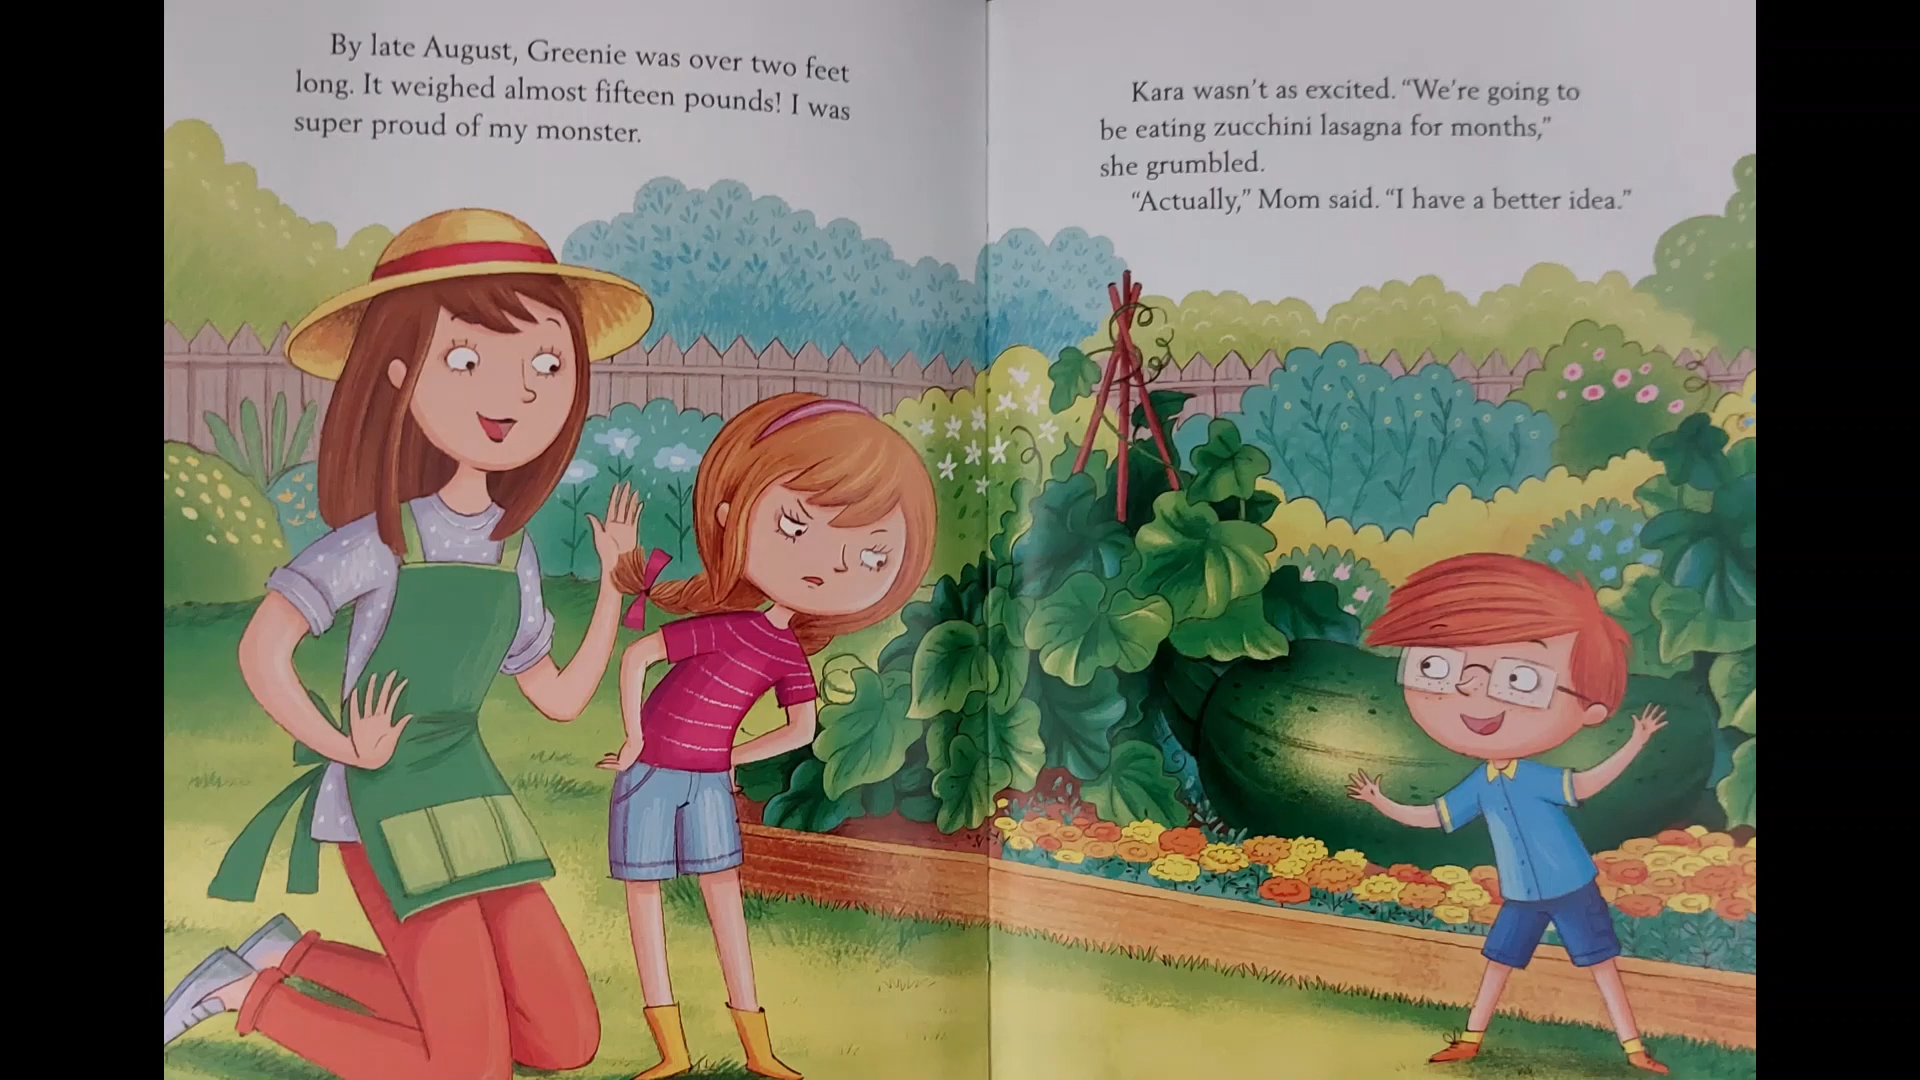 By late August, Greenie was over two feet
long. It weighed almost fifteen pounds! I was
super proud of my monster.
Kara wasn't as excited. “We're going to
be eating zucchini lasagna for months,”
she grumbled.
“Actually,” Mom said. “I have a better idea.”